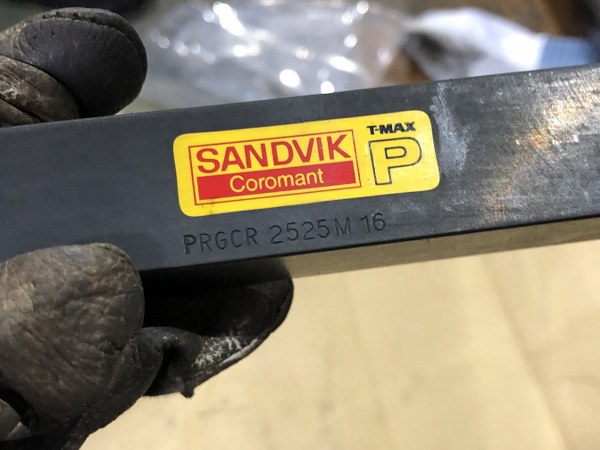 SANDVIK
Coromant
T-MAX
P
PRGCR 2525M 16